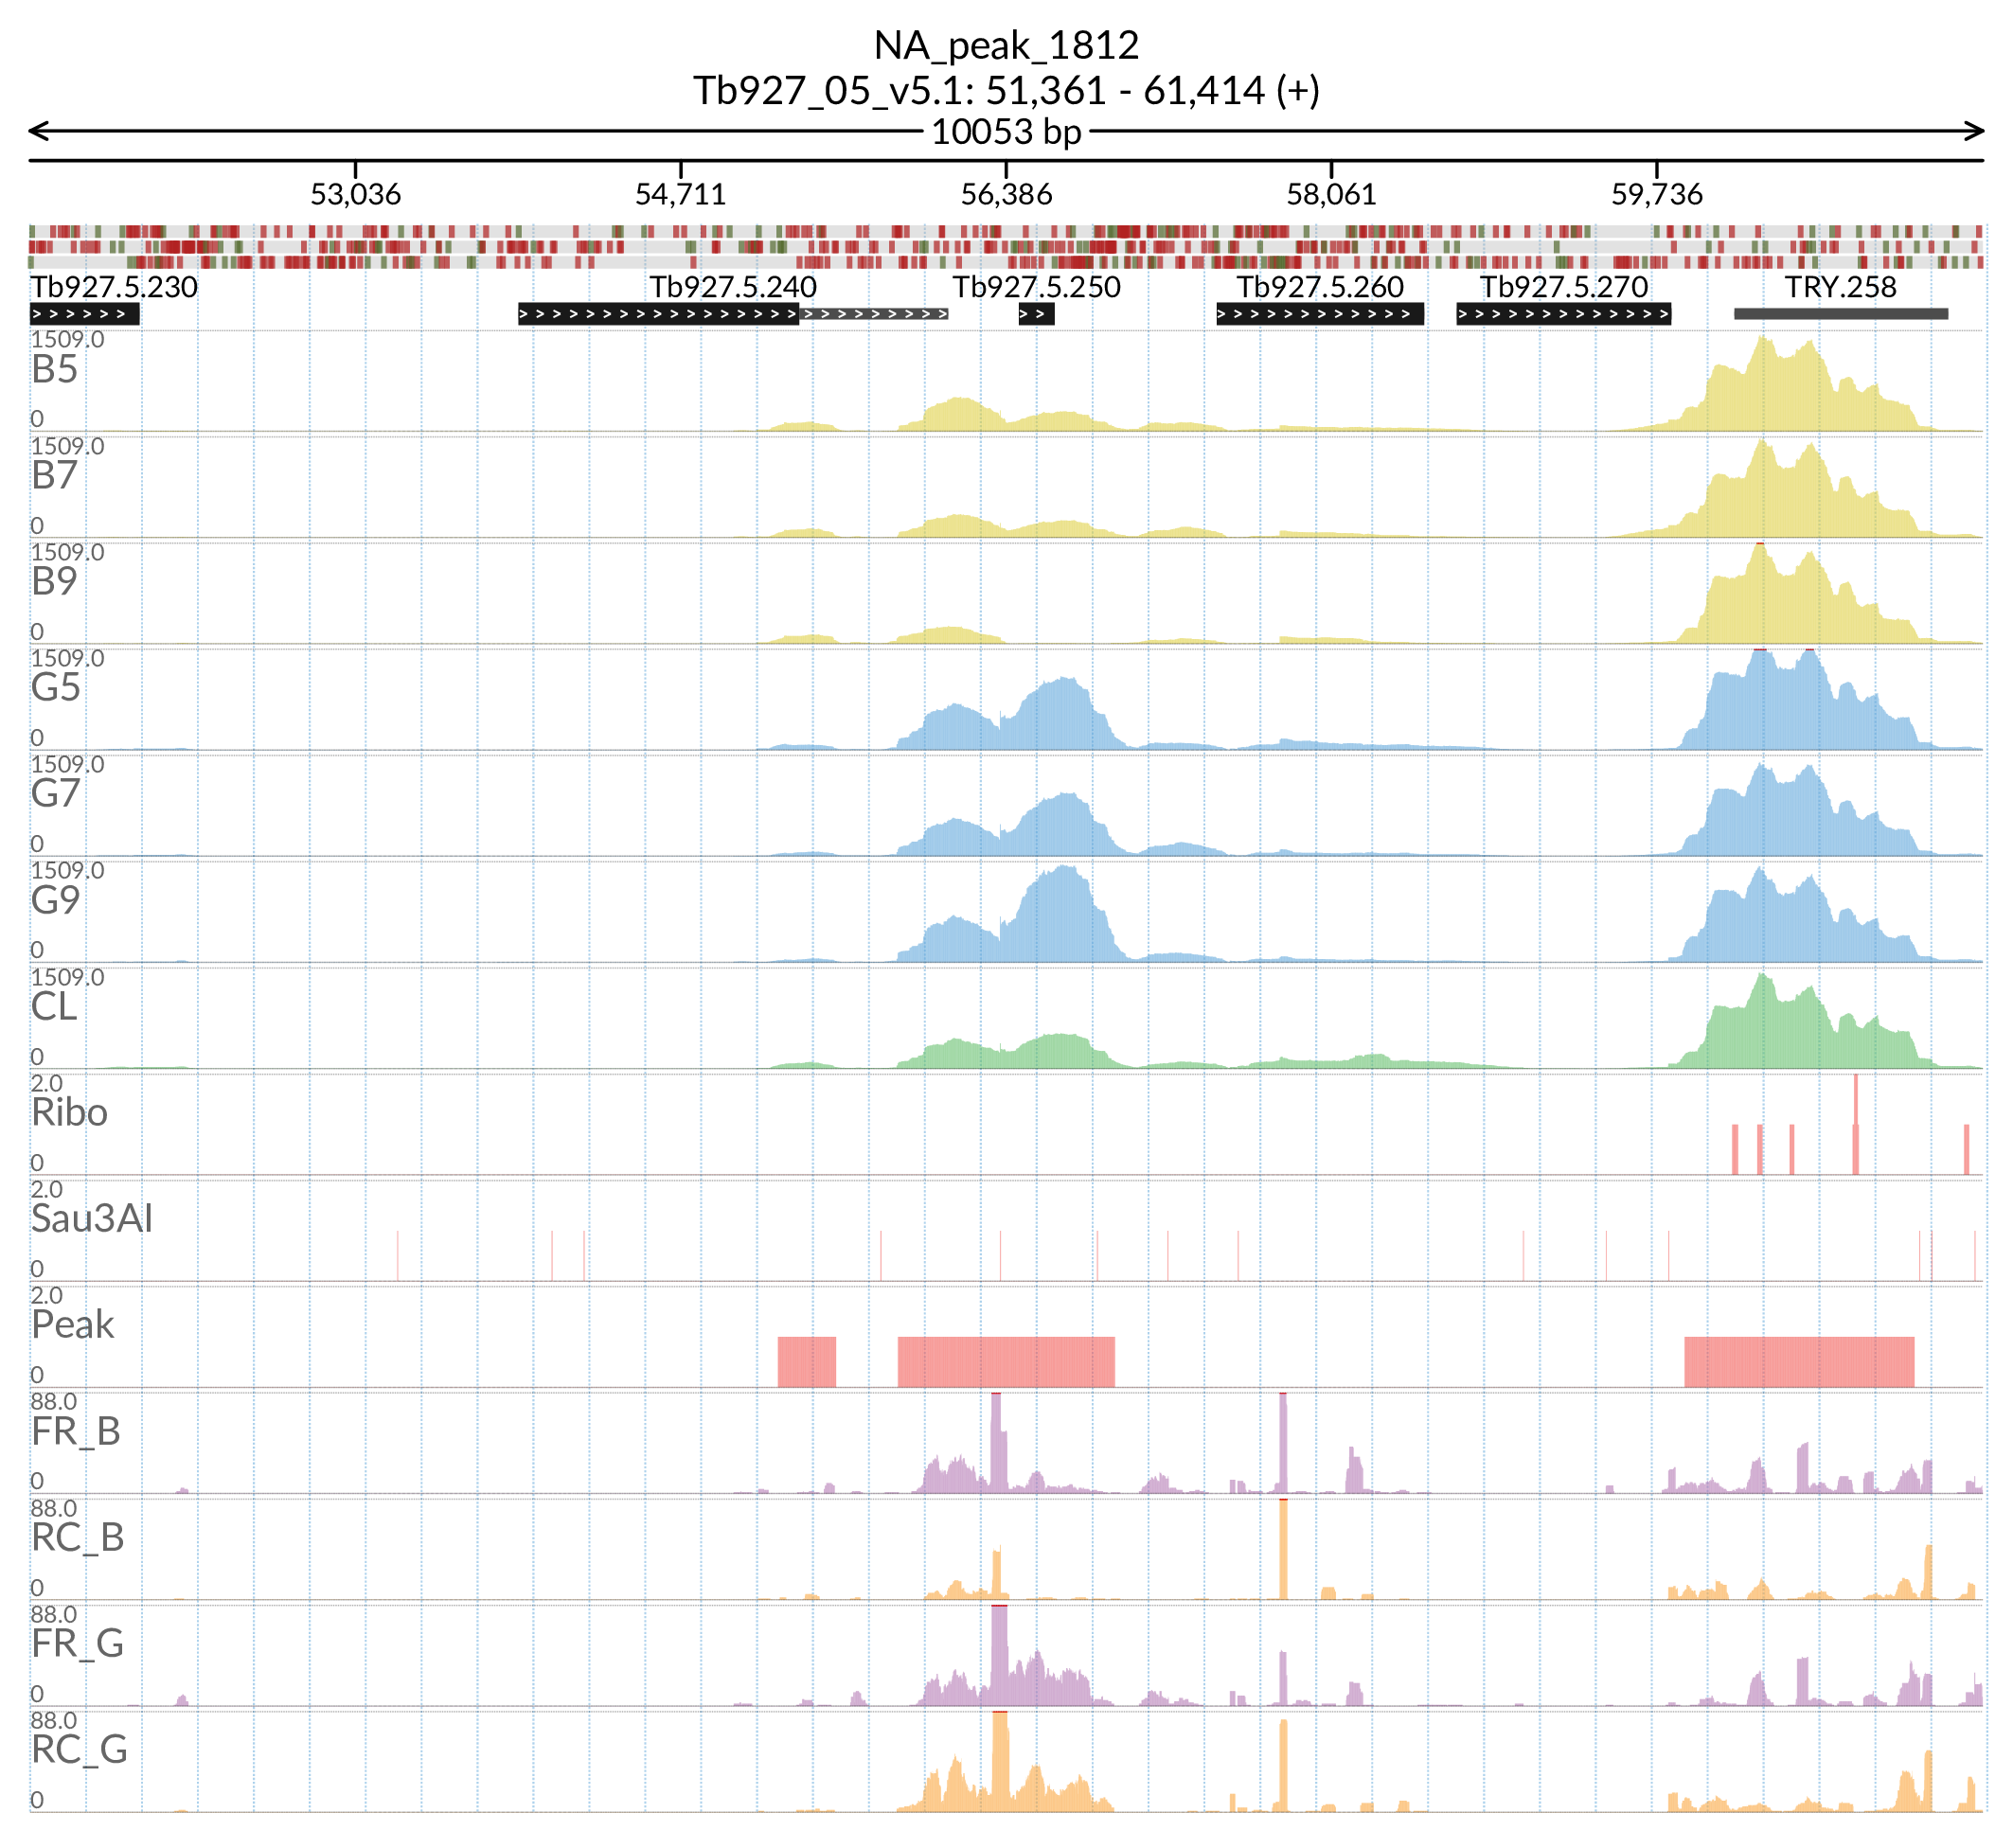 NA_peak_1812
Tb927_05_v5.1: 51,361 - 61,414 (+)
10053 bp
53,036 54,711 56,386 58,061 59,736
Tb927.5.230 Tb927.5.240 Tb927.5.250 Tb927.5.260 Tb927.5.270 TRY.258
1509.0
B5
0
1509.0
B7
0
1509.0
B9
0
1509.0
G5
0
1509.0
G7
0
1509.0
G9
0
1509.0
CL
0
2.0
Ribo
0
2.0
Sau3AI
0
2.0
Peak
0
88.0
FR_B
0
88.0
RC_B
0
88.0
FR_G
0
88.0
RC_G
0